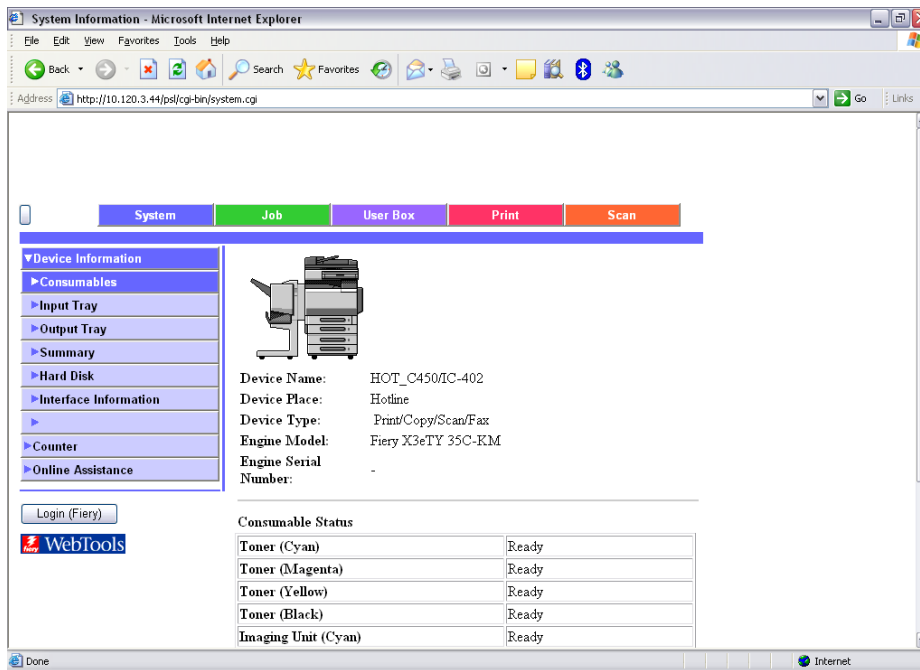 System Information - Microsoft Internet Explorer
File Edit View Favorites Tools Help
Back Search Favorites
Address http://10.120.3.44/psl/cgi-bin/system.cgi Go Links
System Job User Box Print Scan
Device Information
Consumables
Input Tray
Output Tray
Summary
Hard Disk
Interface Information
Counter
Online Assistance
Login (Fiery)
fiery WebTools
Device Name: HOT_C450/IC-402
Device Place: Hotline
Device Type: Print/Copy/Scan/Fax
Engine Model: Fiery X3eTY 35C-KM
Engine Serial
Number: -
Consumable Status
Toner (Cyan) Ready
Toner (Magenta) Ready
Toner (Yellow) Ready
Toner (Black) Ready
Imaging Unit (Cyan) Ready
Done Internet